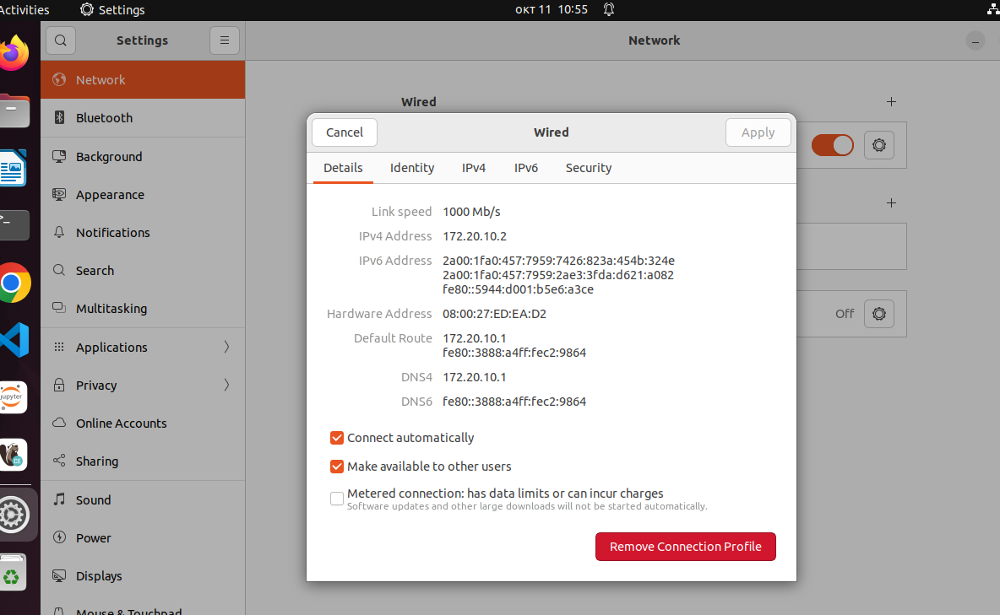 Activities
Settings
окт 11 10:55
Settings
Network
Network
Bluetooth
Background
Appearance
Notifications
Search
Multitasking
Applications
Privacy
Online Accounts
Sharing
Sound
Power
Displays
Mouse & Touchpad
jupyter
CE
Wired
Off
Cancel
Wired
Apply
Details
Identity
IPv4
IPv6
Security
Link speed 1000 Mb/s
IPv4 Address 172.20.10.2
IPv6 Address 2a00:1fa0:457:7959:7426:823a:454b:324e
2a00:1fa0:457:7959:2ae3:3fda:d621:a082
fe80::5944:d001:b5e6:a3ce
Hardware Address 08:00:27:ED:EA:D2
Default Route 172.20.10.1
fe80::3888:a4ff:fec2:9864
DNS4 172.20.10.1
DNS6 fe80::3888:a4ff:fec2:9864
Connect automatically
Make available to other users
Metered connection: has data limits or can incur charges
Software updates and other large downloads will not be started automatically.
Remove Connection Profile